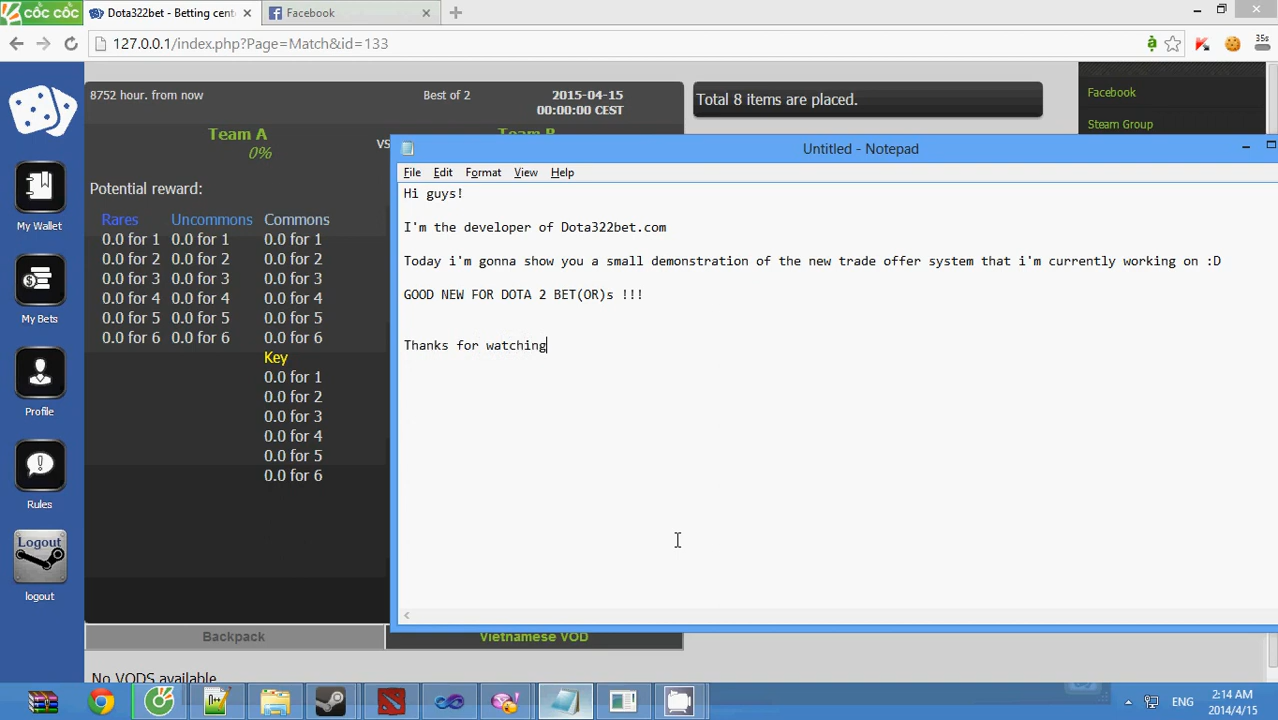 CỐC CỐC
Dota322bet - Betting cent
Facebook
127.0.0.1/index.php?Page=Match&id=133
35s
8752 hour. from now
Best of 2
2015-04-15
00:00:00 CEST
Team A
0%
VS
Team B
Total 8 items are placed.
Facebook
Steam Group
Potential reward:
Rares Uncommons Commons
0.0 for 1 0.0 for 1 0.0 for 1
0.0 for 2 0.0 for 2 0.0 for 2
0.0 for 3 0.0 for 3 0.0 for 3
0.0 for 4 0.0 for 4 0.0 for 4
0.0 for 5 0.0 for 5 0.0 for 5
0.0 for 6 0.0 for 6 0.0 for 6
Key
0.0 for 1
0.0 for 2
0.0 for 3
0.0 for 4
0.0 for 5
0.0 for 6
My Wallet
My Bets
Profile
Rules
Logout
logout
Untitled - Notepad
File Edit Format View Help
Hi guys!
I'm the developer of Dota322bet.com
Today i'm gonna show you a small demonstration of the new trade offer system that i'm currently working on :D
GOOD NEW FOR DOTA 2 BET(OR)s !!!
Thanks for watching
Backpack
Vietnamese VOD
No VODS available
ENG
2:14 AM
2014/4/15